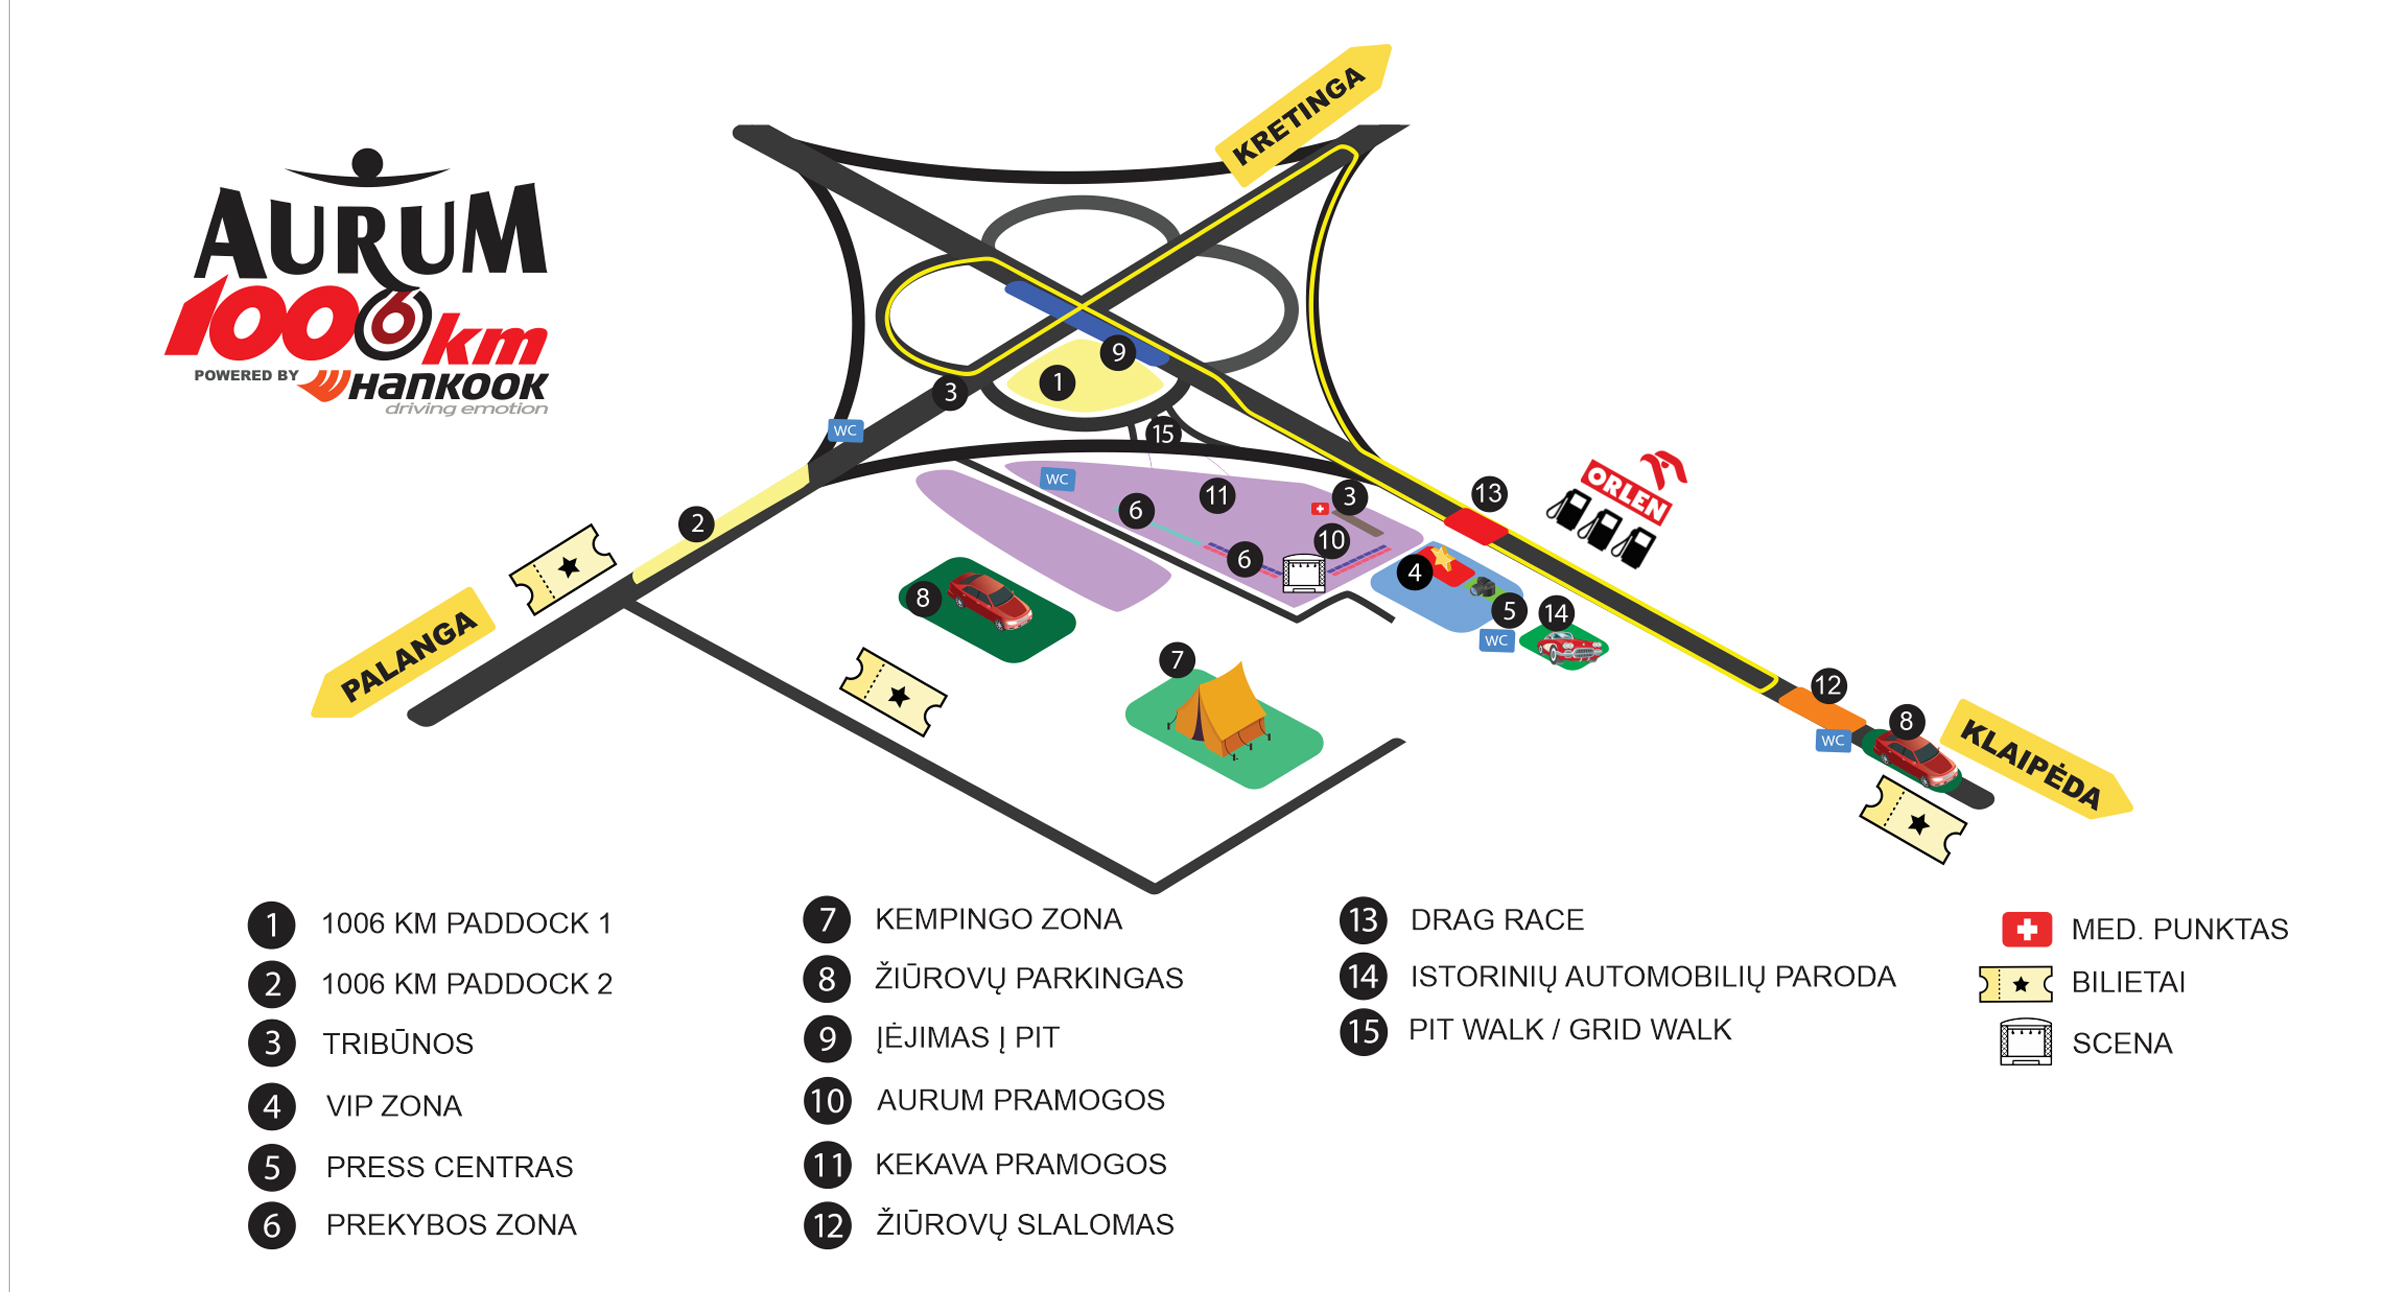 AURUM
1006 km
POWERED BY HANKOOK
driving emotion
KRETINGA
9
1
3
WC
15
WC
11
3
6
13
ORLEN
2
10
6
4
8
5
14
WC
PALANGA
7
12
8
WC
KLAIPĖDA
1 1006 KM PADDOCK 1
2 1006 KM PADDOCK 2
3 TRIBŪNOS
4 VIP ZONA
5 PRESS CENTRAS
6 PREKYBOS ZONA
7 KEMPINGO ZONA
8 ŽIŪROVŲ PARKINGAS
9 ĮĖJIMAS Į PIT
10 AURUM PRAMOGOS
11 KEKAVA PRAMOGOS
12 ŽIŪROVŲ SLALOMAS
13 DRAG RACE
14 ISTORINIŲ AUTOMOBILIŲ PARODA
15 PIT WALK / GRID WALK
MED. PUNKTAS
BILIETAI
SCENA